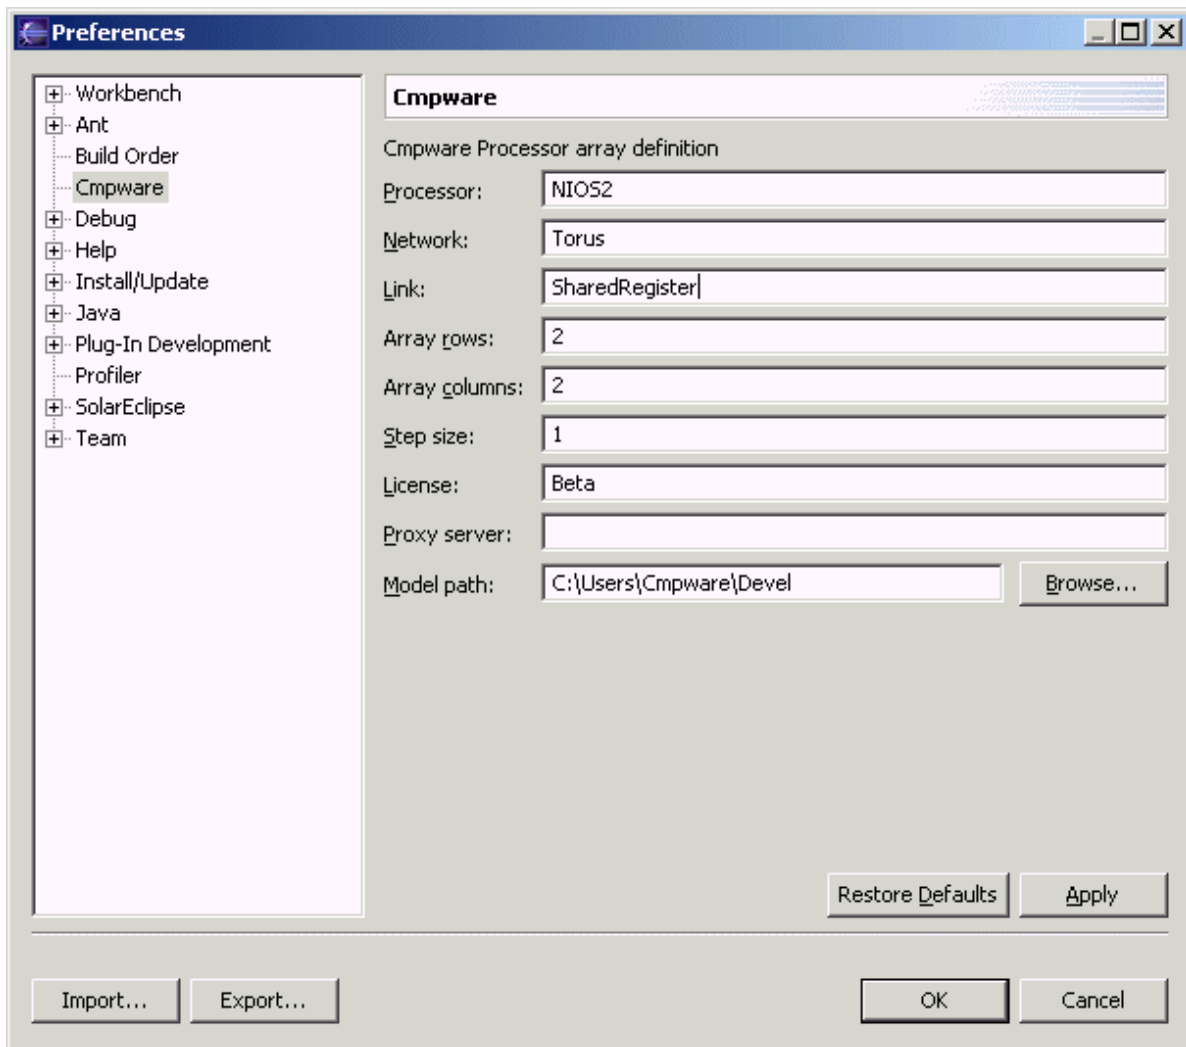 Preferences
Workbench
Ant
Build Order
Cmpware
Debug
Help
Install/Update
Java
Plug-In Development
Profiler
SolarEclipse
Team
Cmpware
Cmpware Processor array definition
Processor: NIOS2
Network: Torus
Link: SharedRegister
Array rows: 2
Array columns: 2
Step size: 1
License: Beta
Proxy server:
Model path: C:\Users\Cmpware\Devel Browse...
Restore Defaults Apply
Import... Export... OK Cancel